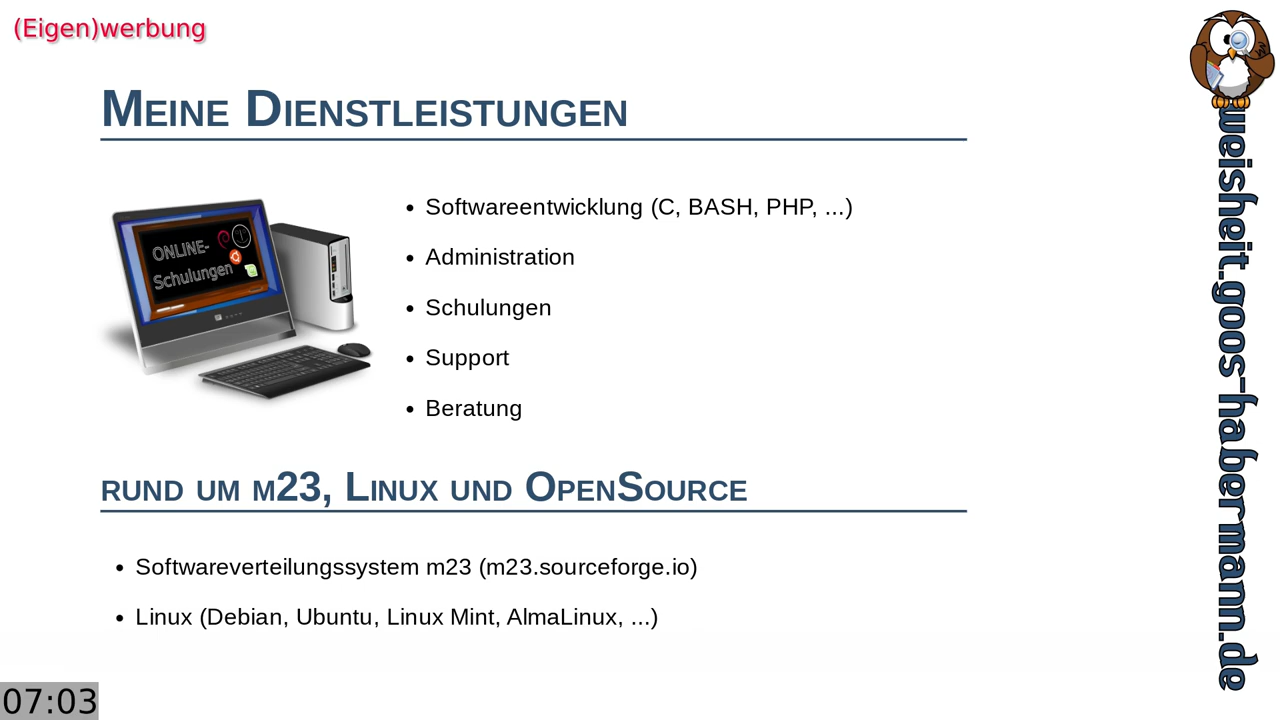 (Eigen)werbung
Meine Dienstleistungen
ONLINE-
Schulungen
• Softwareentwicklung (C, BASH, PHP, ...)
• Administration
• Schulungen
• Support
• Beratung
rund um m23, Linux und OpenSource
• Softwareverteilungssystem m23 (m23.sourceforge.io)
• Linux (Debian, Ubuntu, Linux Mint, AlmaLinux, ...)
07:03
weisheit.goos-habermann.de